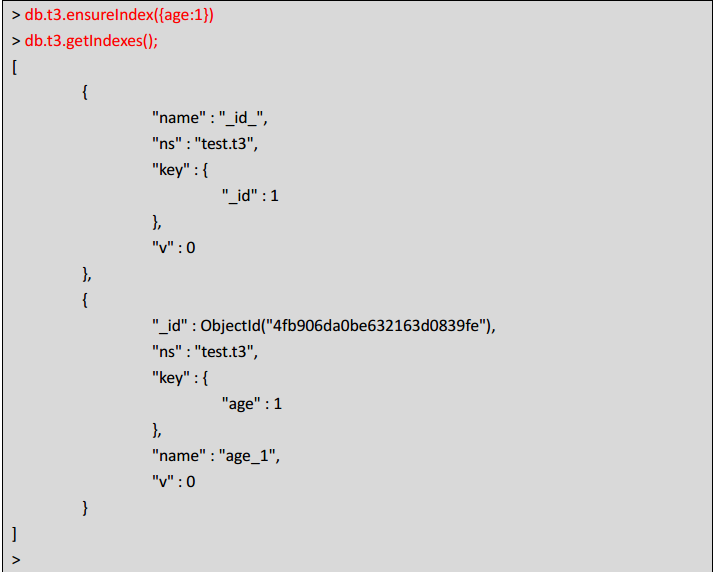 > db.t3.ensureIndex({age:1})
> db.t3.getIndexes();
[
{
"name" : "_id_",
"ns" : "test.t3",
"key" : {
"_id" : 1
},
"v" : 0
},
{
"_id" : ObjectId("4fb906da0be632163d0839fe"),
"ns" : "test.t3",
"key" : {
"age" : 1
},
"name" : "age_1",
"v" : 0
}
]
>